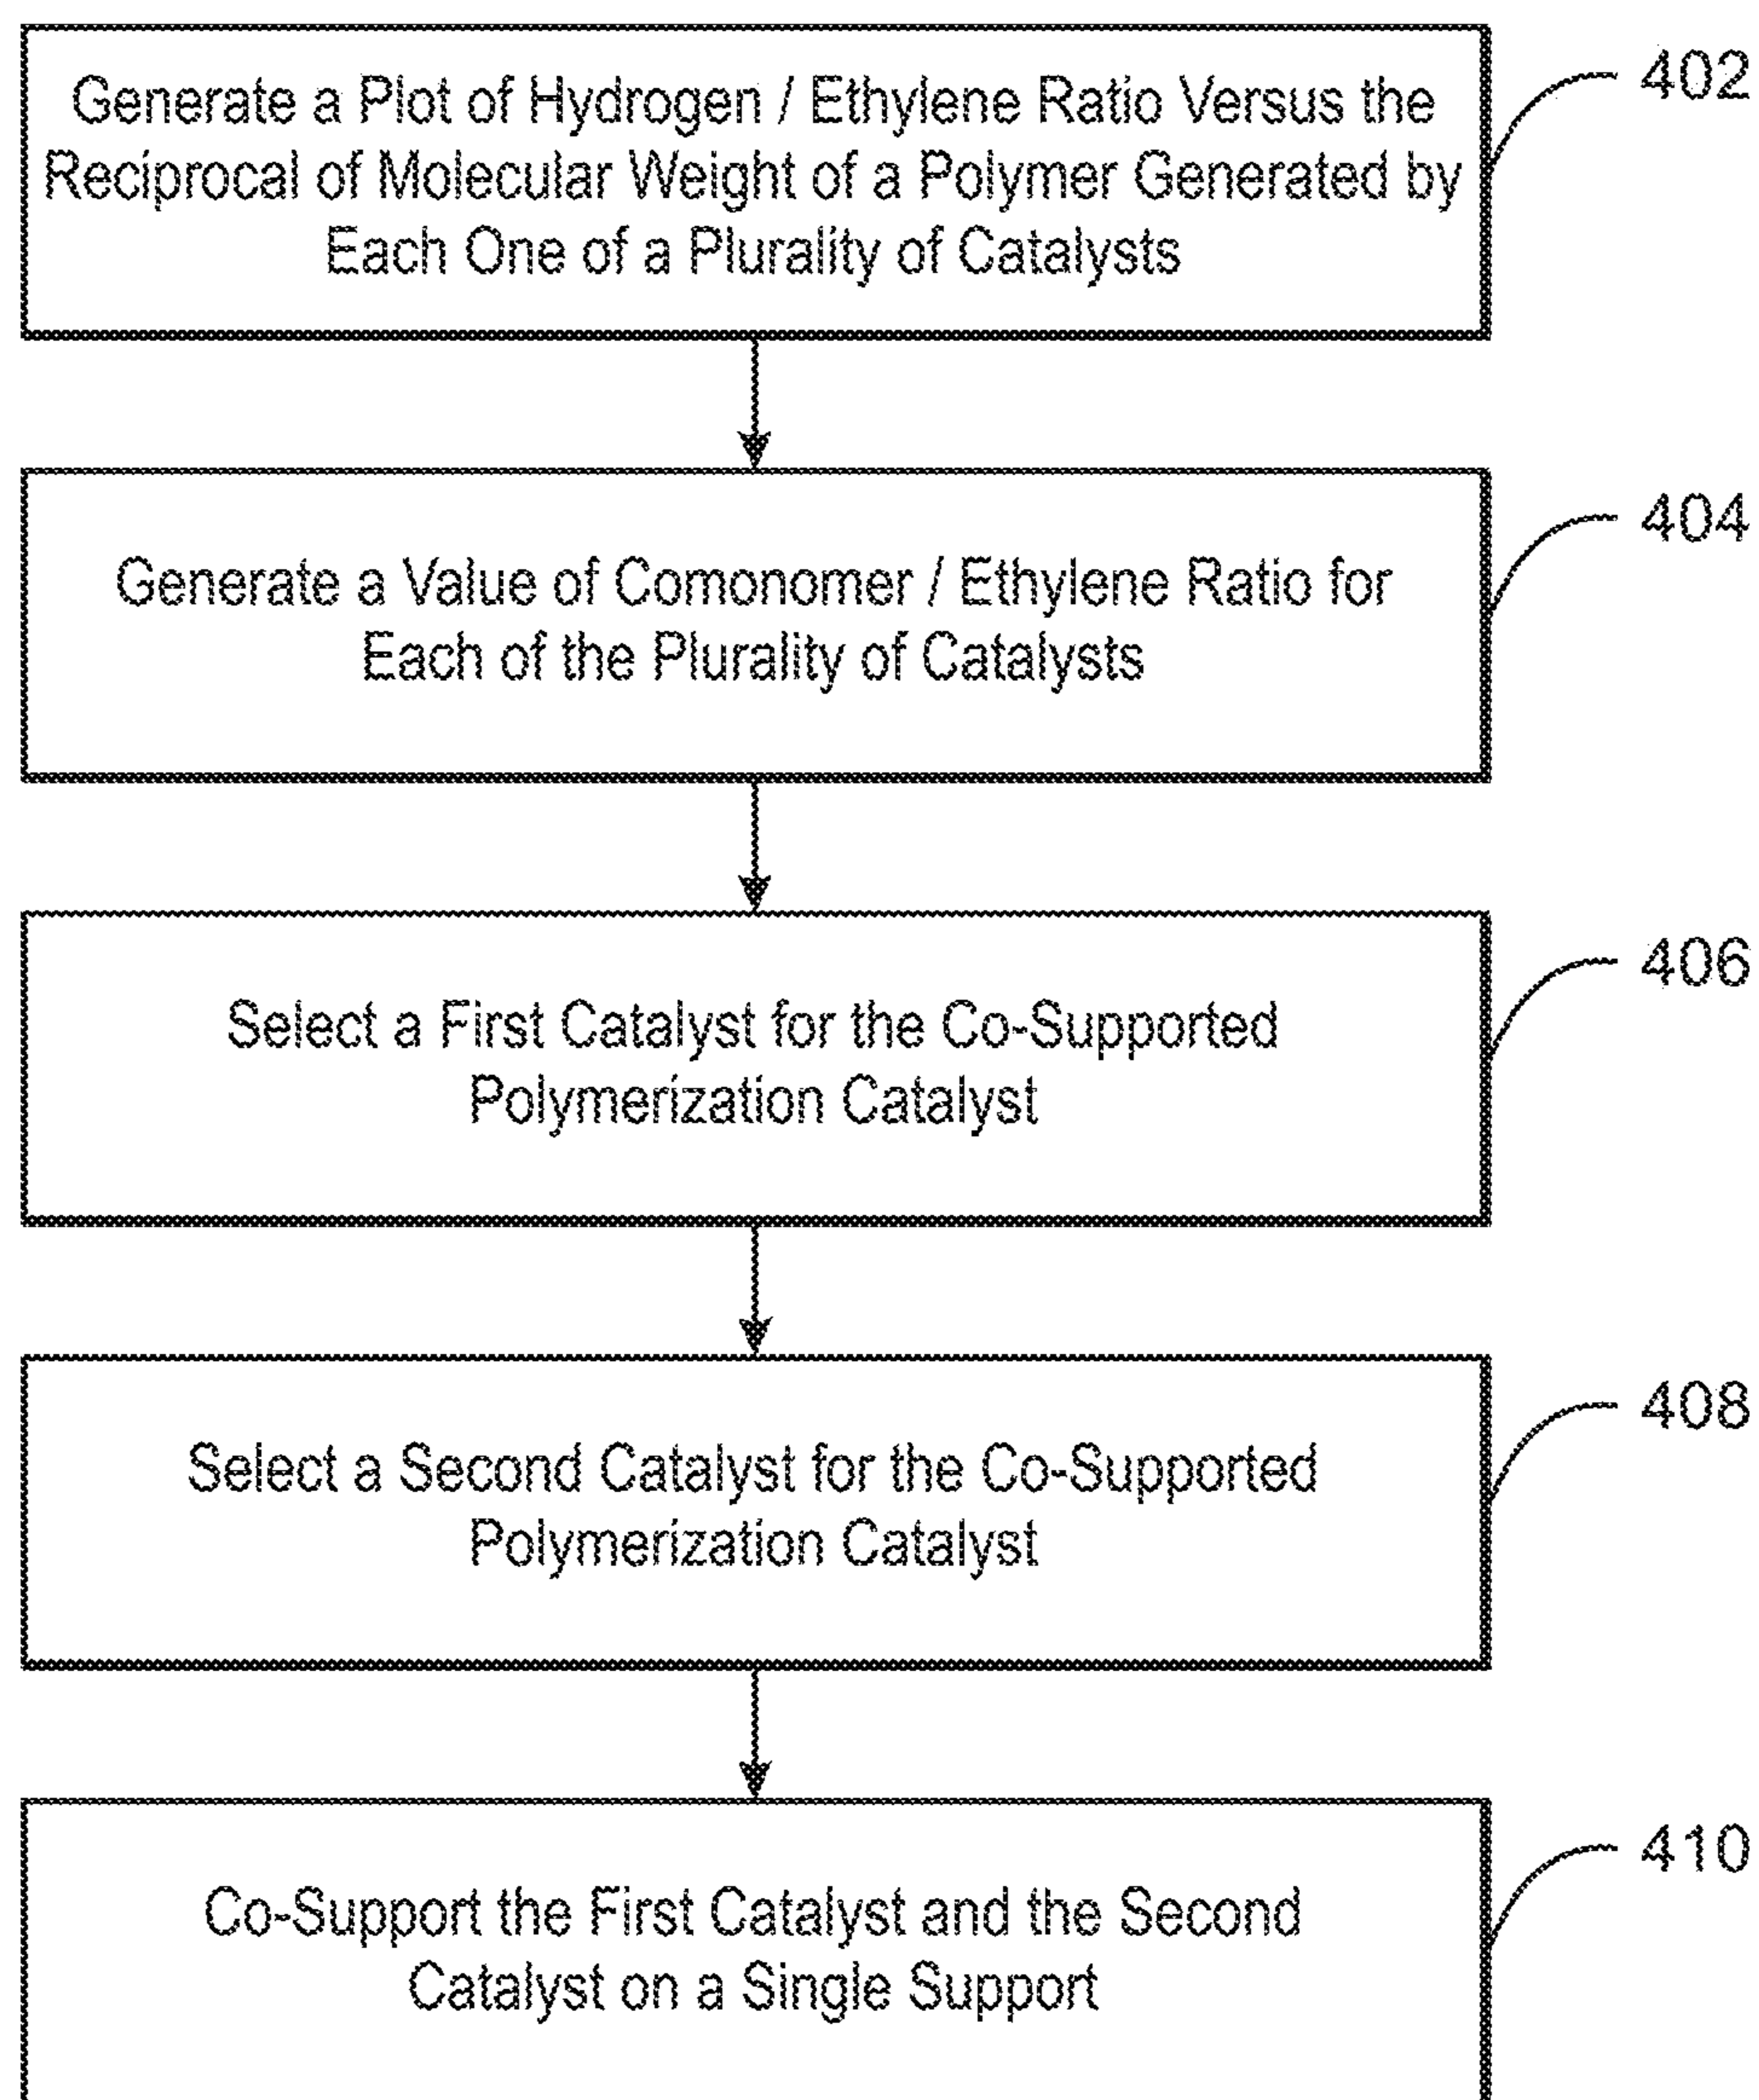 Generate a Plot of Hydrogen / Ethylene Ratio Versus the
Reciprocal of Molecular Weight of a Polymer Generated by
Each One of a Plurality of Catalysts
402
Generate a Value of Comonomer / Ethylene Ratio for
Each of the Plurality of Catalysts
404
Select a First Catalyst for the Co-Supported
Polymerization Catalyst
406
Select a Second Catalyst for the Co-Supported
Polymerization Catalyst
408
Co-Support the First Catalyst and the Second
Catalyst on a Single Support
410